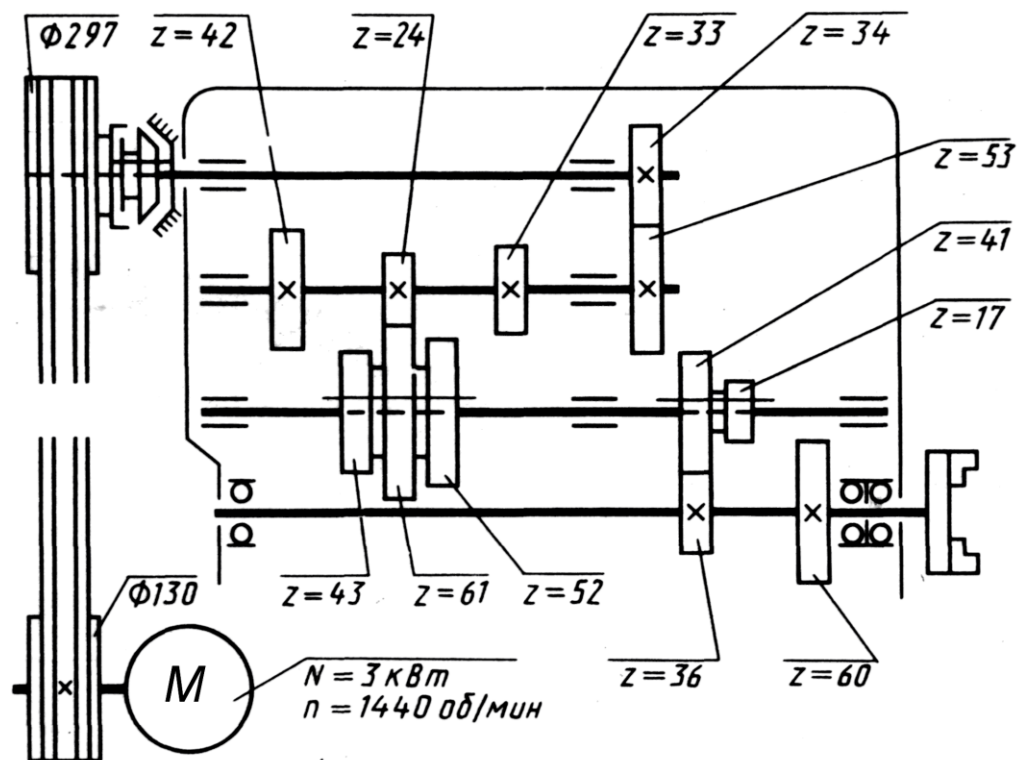 Φ297
z=42
z=24
z=33
z=34
z=53
z=41
z=17
z=43
z=61
z=52
Φ130
z=36
z=60
M
N = 3 кВт
n = 1440 об/мин